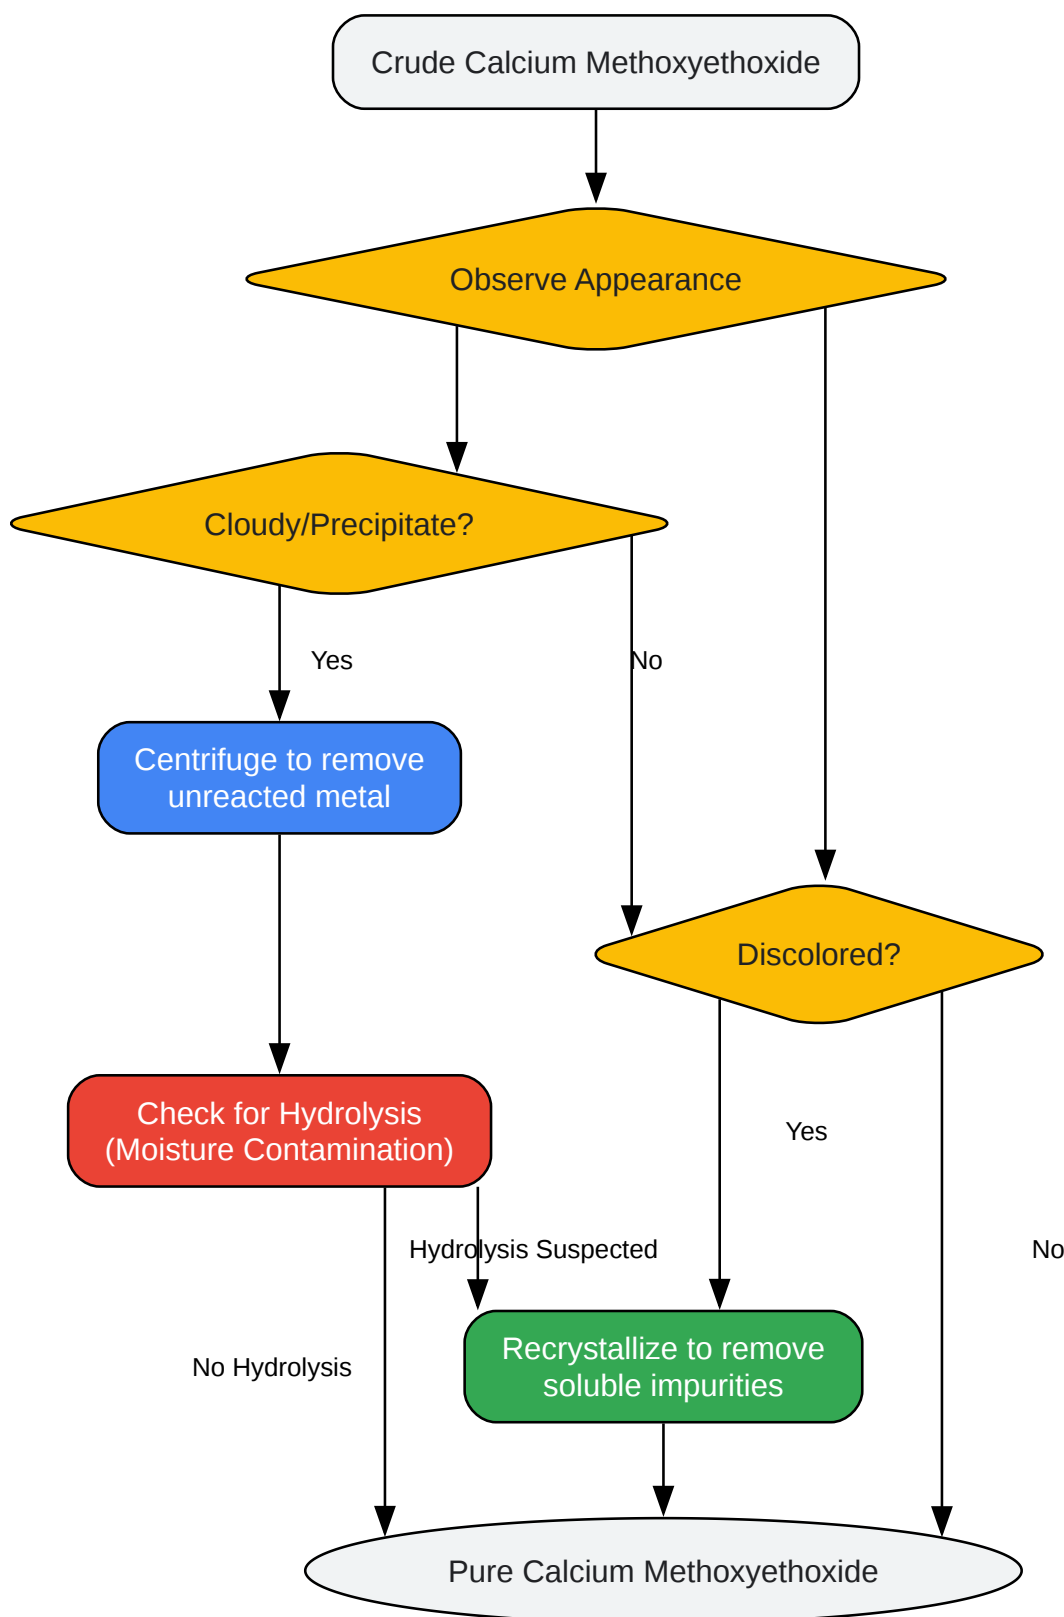 Crude Calcium Methoxyethoxide
Observe Appearance
Cloudy/Precipitate?
Yes
No
Centrifuge to remove
unreacted metal
Discolored?
Check for Hydrolysis
(Moisture Contamination)
Yes
Hydrolysis Suspected
No
Recrystallize to remove
soluble impurities
No Hydrolysis
Pure Calcium Methoxyethoxide